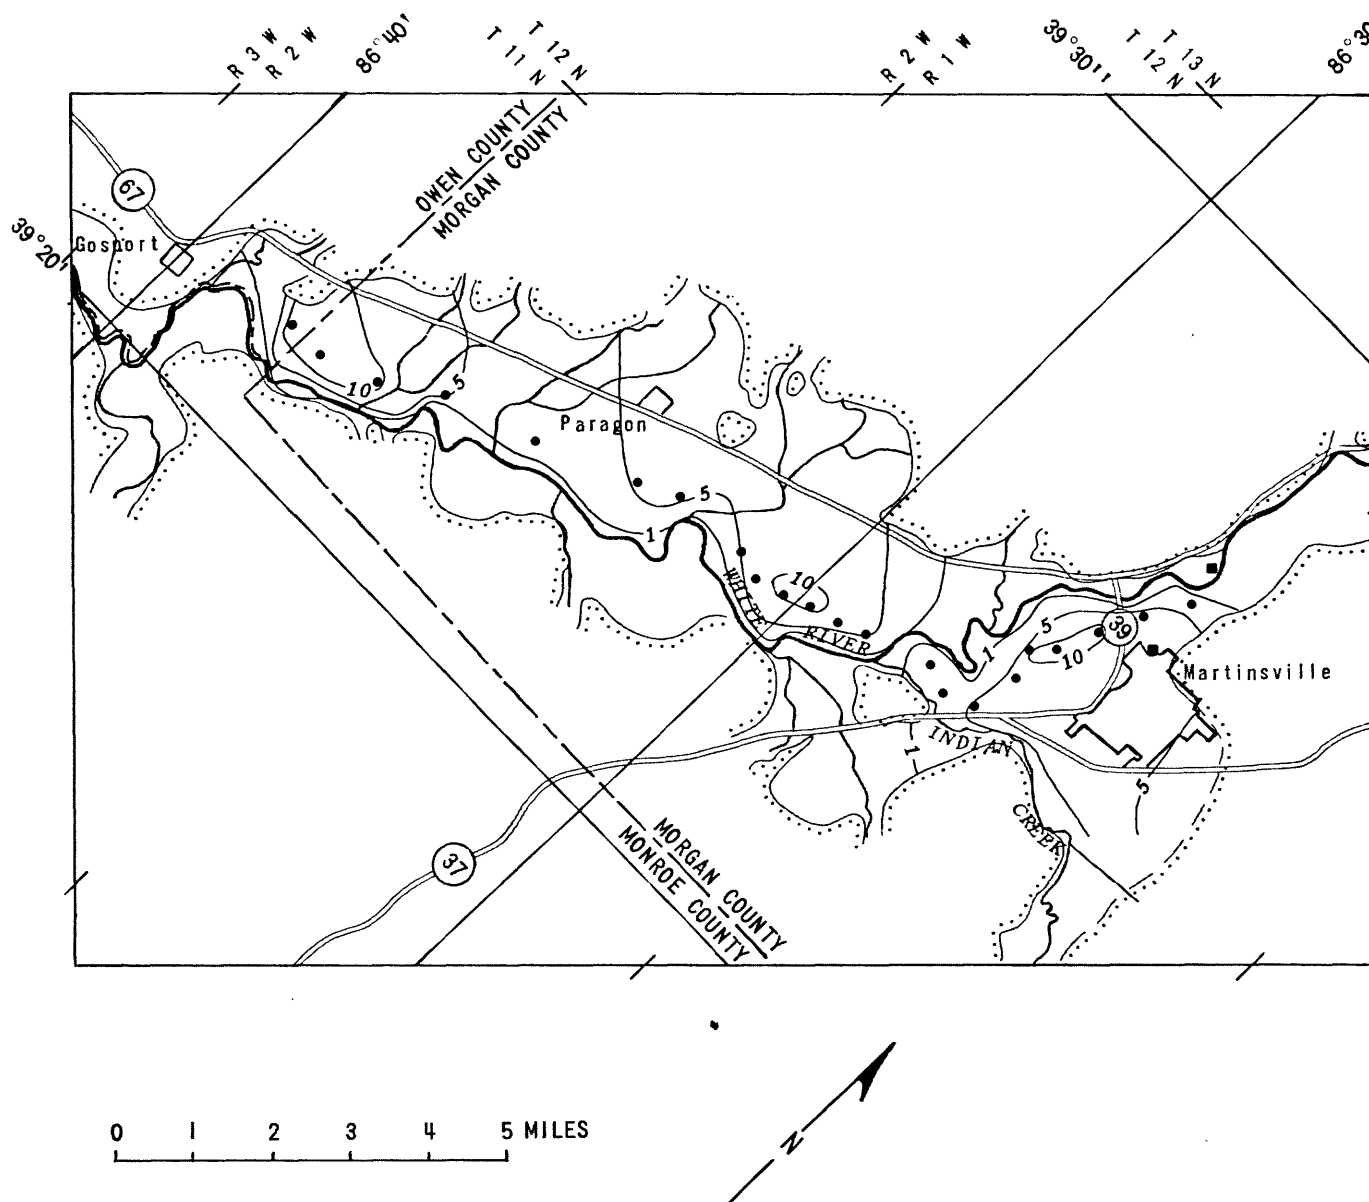 R 3 W
R 2 W
86°40'
T 12 N
T 11 N
R 2 W
R 1 W
39°30'
T 13 N
T 12 N
86°30
OWEN COUNTY
MORGAN COUNTY
67
39°20'
Gosport
10
5
Paragon
5
1
10
WHITE RIVER
5
39
1
10
Martinsville
INDIAN CREEK
1
5
MORGAN COUNTY
MONROE COUNTY
37
N
0 1 2 3 4 5 MILES